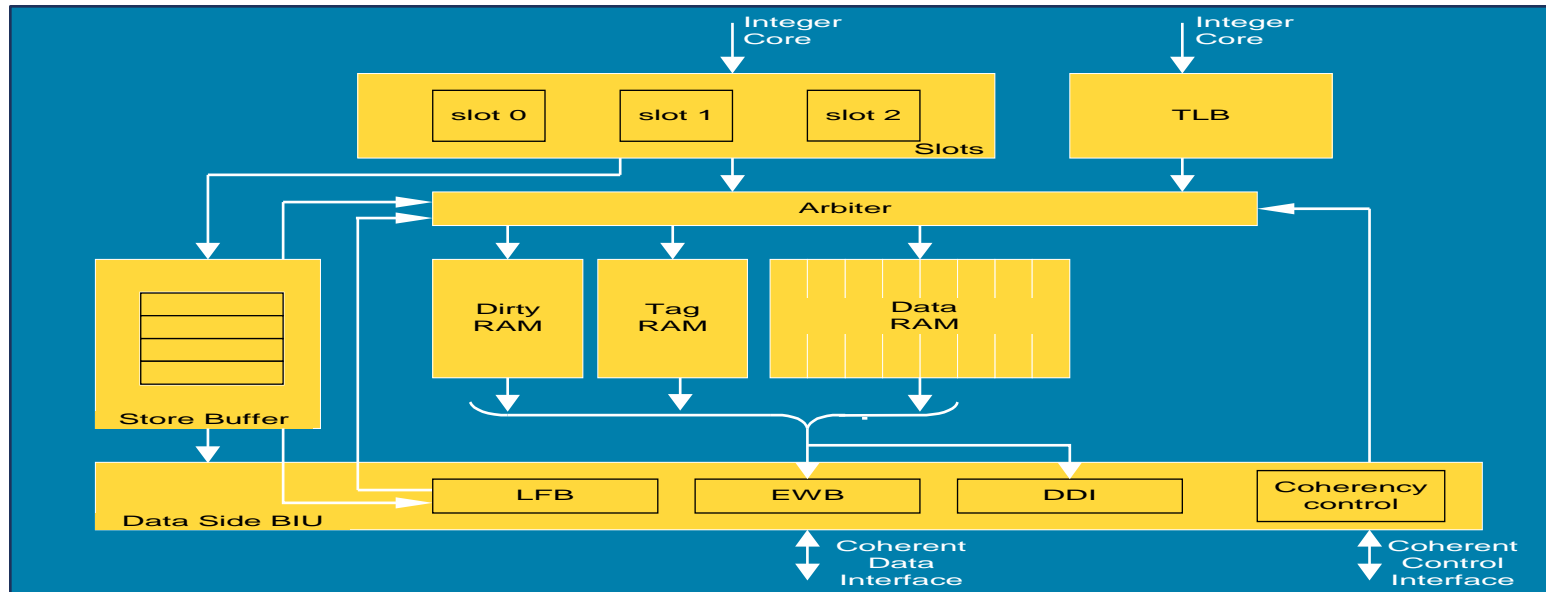 Integer
Core
Integer
Core
slot 0
slot 1
slot 2
Slots
TLB
Arbiter
Dirty
RAM
Tag
RAM
Data
RAM
Store Buffer
LFB
EWB
DDI
Coherency
control
Data Side BIU
Coherent
Data
Interface
Coherent
Control
Interface